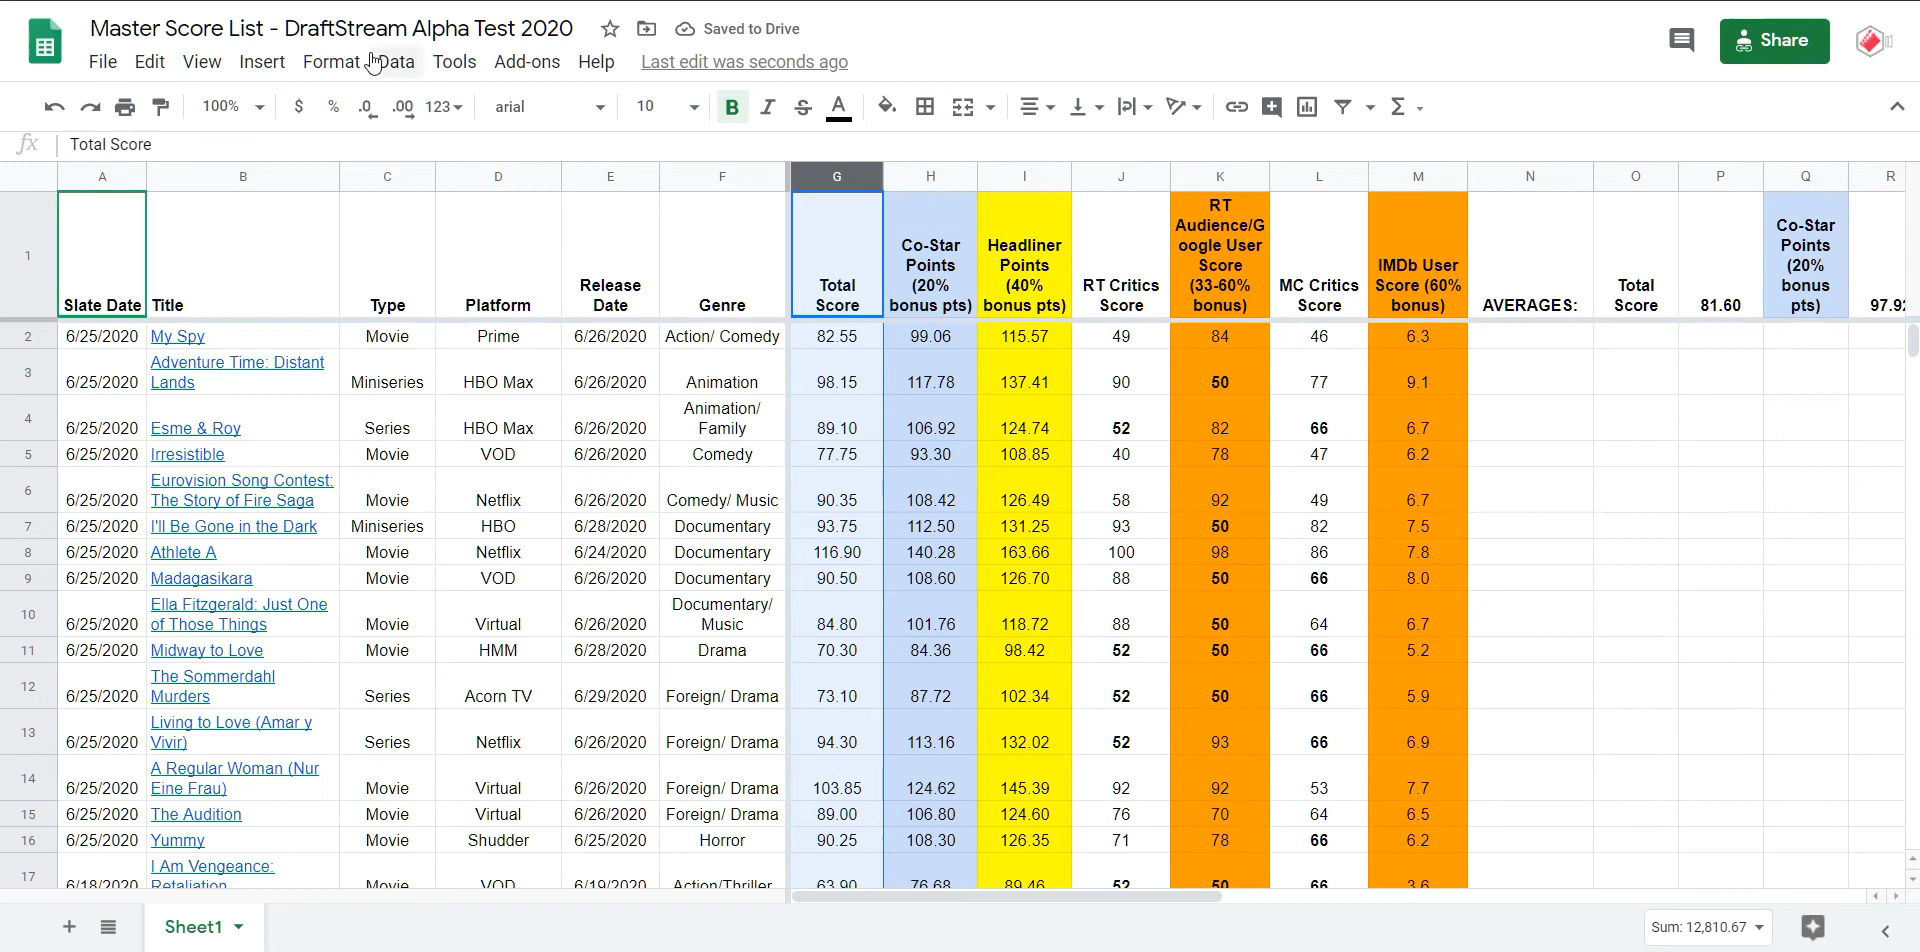 Master Score List - DraftStream Alpha Test 2020 Saved to Drive
File Edit View Insert Format Data Tools Add-ons Help Last edit was seconds ago
Share
100% $ % .0 .00 123 arial 10 B I S A Σ
fx Total Score
A B C D E F G H I J K L M N O P Q R
1 Slate Date Title Type Platform Release Date Genre Total Score Co-Star Points (20% bonus pts) Headliner Points (40% bonus pts) RT Critics Score RT Audience/Google User Score (33-60% bonus) MC Critics Score IMDb User Score (60% bonus) AVERAGES: Total Score 81.60 Co-Star Points (20% bonus pts) 97.92
2 6/25/2020 My Spy Movie Prime 6/26/2020 Action/ Comedy 82.55 99.06 115.57 49 84 46 6.3
3 6/25/2020 Adventure Time: Distant Lands Miniseries HBO Max 6/26/2020 Animation 98.15 117.78 137.41 90 50 77 9.1
4 6/25/2020 Esme & Roy Series HBO Max 6/26/2020 Animation/ Family 89.10 106.92 124.74 52 82 66 6.7
5 6/25/2020 Irresistible Movie VOD 6/26/2020 Comedy 77.75 93.30 108.85 40 78 47 6.2
6 6/25/2020 Eurovision Song Contest: The Story of Fire Saga Movie Netflix 6/26/2020 Comedy/ Music 90.35 108.42 126.49 58 92 49 6.7
7 6/25/2020 I'll Be Gone in the Dark Miniseries HBO 6/28/2020 Documentary 93.75 112.50 131.25 93 50 82 7.5
8 6/25/2020 Athlete A Movie Netflix 6/24/2020 Documentary 116.90 140.28 163.66 100 98 86 7.8
9 6/25/2020 Madagasikara Movie VOD 6/26/2020 Documentary 90.50 108.60 126.70 88 50 66 8.0
10 6/25/2020 Ella Fitzgerald: Just One of Those Things Movie Virtual 6/26/2020 Documentary/ Music 84.80 101.76 118.72 88 50 64 6.7
11 6/25/2020 Midway to Love Movie HMM 6/28/2020 Drama 70.30 84.36 98.42 52 50 66 5.2
12 6/25/2020 The Sommerdahl Murders Series Acorn TV 6/29/2020 Foreign/ Drama 73.10 87.72 102.34 52 50 66 5.9
13 6/25/2020 Living to Love (Amar y Vivir) Series Netflix 6/26/2020 Foreign/ Drama 94.30 113.16 132.02 52 93 66 6.9
14 6/25/2020 A Regular Woman (Nur Eine Frau) Movie Virtual 6/26/2020 Foreign/ Drama 103.85 124.62 145.39 92 92 53 7.7
15 6/25/2020 The Audition Movie Virtual 6/26/2020 Foreign/ Drama 89.00 106.80 124.60 76 70 64 6.5
16 6/25/2020 Yummy Movie Shudder 6/25/2020 Horror 90.25 108.30 126.35 71 78 66 6.2
17 6/18/2020 I Am Vengeance: Retaliation Movie VOD 6/19/2020 Action/Thriller 63.90 76.68 89.46 52 50 66 3.6
Sheet1 Sum: 12,810.67